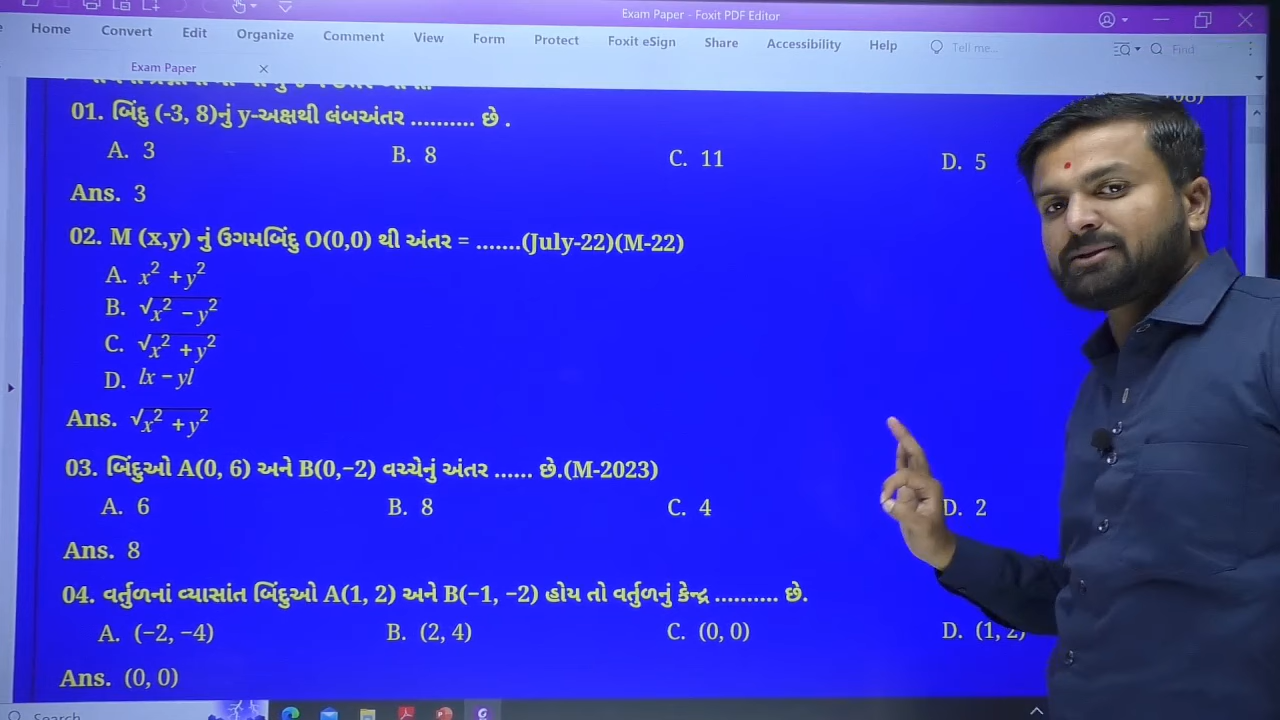 Exam Paper - Foxit PDF Editor
Home Convert Edit Organize Comment View Form Protect Foxit eSign Share Accessibility Help Tell me... Find
Exam Paper
01. બિંદુ (-3, 8)નું y-અક્ષથી લંબઅંતર .......... છે .
A. 3 B. 8 C. 11 D. 5
Ans. 3
02. M (x,y) નું ઉગમબિંદુ O(0,0) થી અંતર = .......(July-22)(M-22)
A. x² + y²
B. √x² − y²
C. √x² + y²
D. lx − yl
Ans. √x² + y²
03. બિંદુઓ A(0, 6) અને B(0,−2) વચ્ચેનું અંતર ...... છે.(M-2023)
A. 6 B. 8 C. 4 D. 2
Ans. 8
04. વર્તુળનાં વ્યાસાંત બિંદુઓ A(1, 2) અને B(−1, −2) હોય તો વર્તુળનું કેન્દ્ર .......... છે.
A. (−2, −4) B. (2, 4) C. (0, 0) D. (1, 2)
Ans. (0, 0)
Search